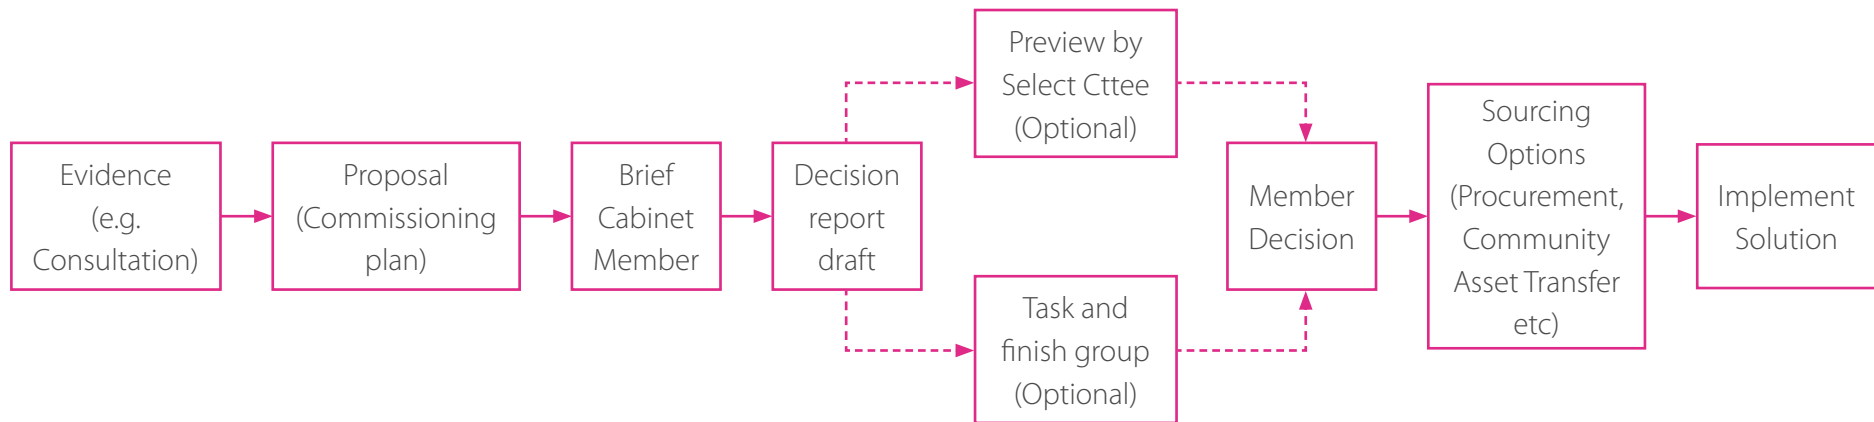 Evidence
(e.g.
Consultation)
Proposal
(Commissioning
plan)
Brief
Cabinet
Member
Decision
report
draft
Preview by
Select Cttee
(Optional)
Task and
finish group
(Optional)
Member
Decision
Sourcing
Options
(Procurement,
Community
Asset Transfer
etc)
Implement
Solution